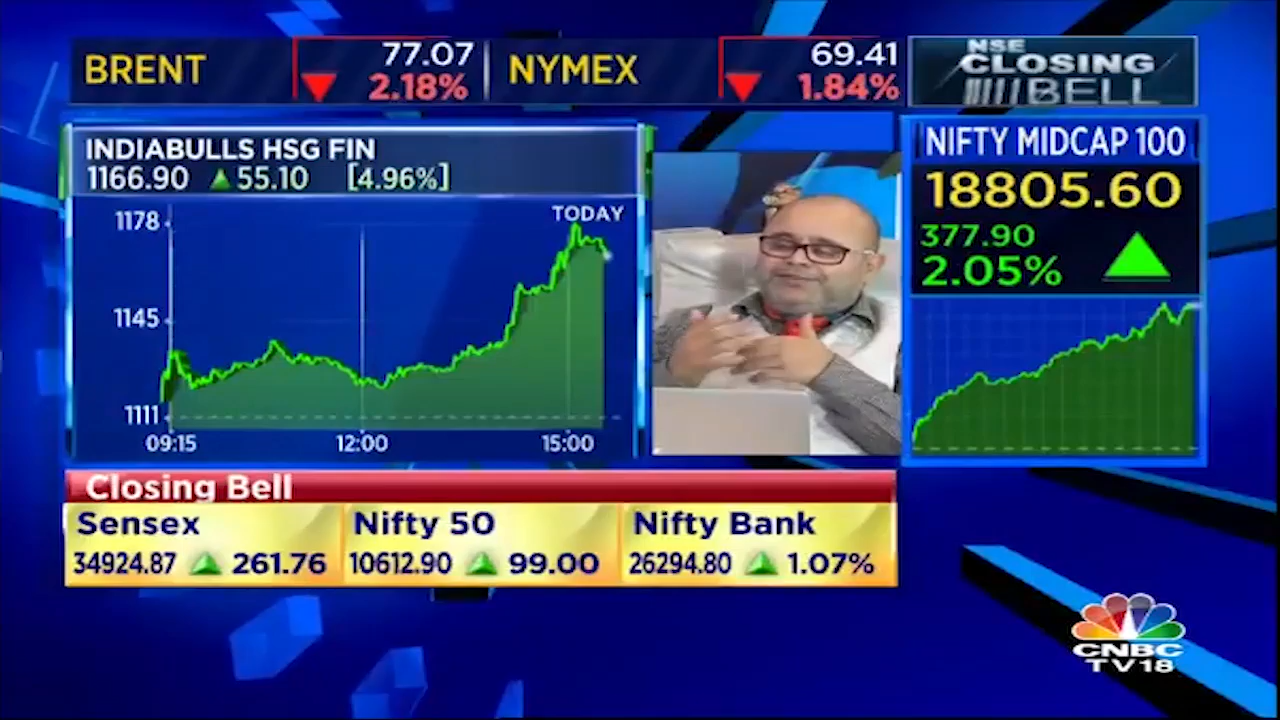 BRENT 77.07
2.18%
NYMEX 69.41
1.84%
NSE
CLOSING
BELL
INDIABULLS HSG FIN
1166.90 55.10 [4.96%]
TODAY
1178
1145
1111
09:15 12:00 15:00
NIFTY MIDCAP 100
18805.60
377.90
2.05%
Closing Bell
Sensex
34924.87 261.76
Nifty 50
10612.90 99.00
Nifty Bank
26294.80 1.07%
CNBC
TV18